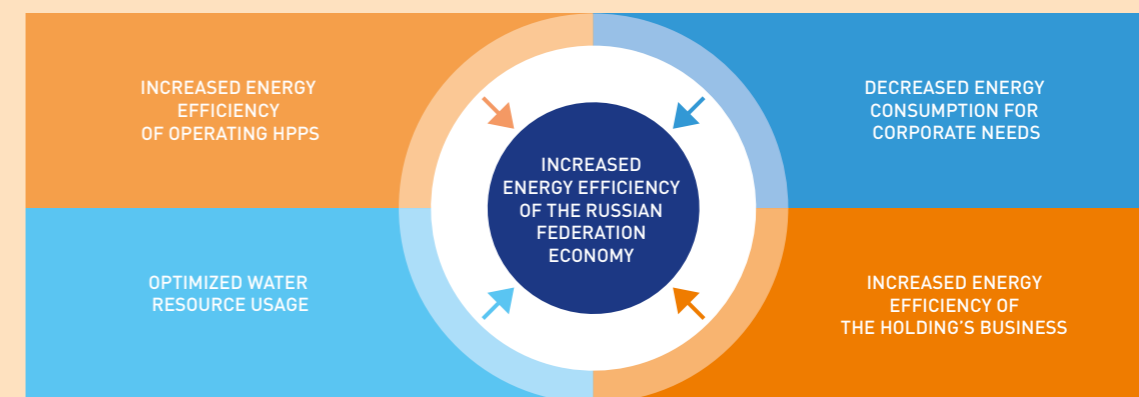 INCREASED ENERGY
EFFICIENCY
OF OPERATING HPPS
DECREASED ENERGY
CONSUMPTION FOR
CORPORATE NEEDS
INCREASED
ENERGY EFFICIENCY
OF THE RUSSIAN
FEDERATION
ECONOMY
OPTIMIZED WATER
RESOURCE USAGE
INCREASED ENERGY
EFFICIENCY OF
THE HOLDING'S BUSINESS